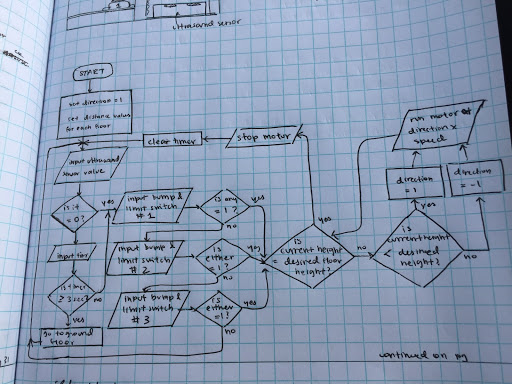 ultrasound sensor
START
set direction = 1
set distance value
for each floor
clear timer
stop motor
run motor at
direction x
speed
input ultrasound
sensor value
is it
= 0?
yes
input bump &
limit switch
# 1
is any
= 1?
yes
no
direction
= 1
direction
= -1
input for
input bump &
limit switch
# 2
is
either
= 1?
yes
no
is
current height
= desired floor
height?
yes
no
is
current height
< desired
height?
yes
no
is timer
≥ 3 sec?
no
yes
input bump &
limit switch
# 3
is
either
= 1?
yes
no
go to ground
floor
continued on pg